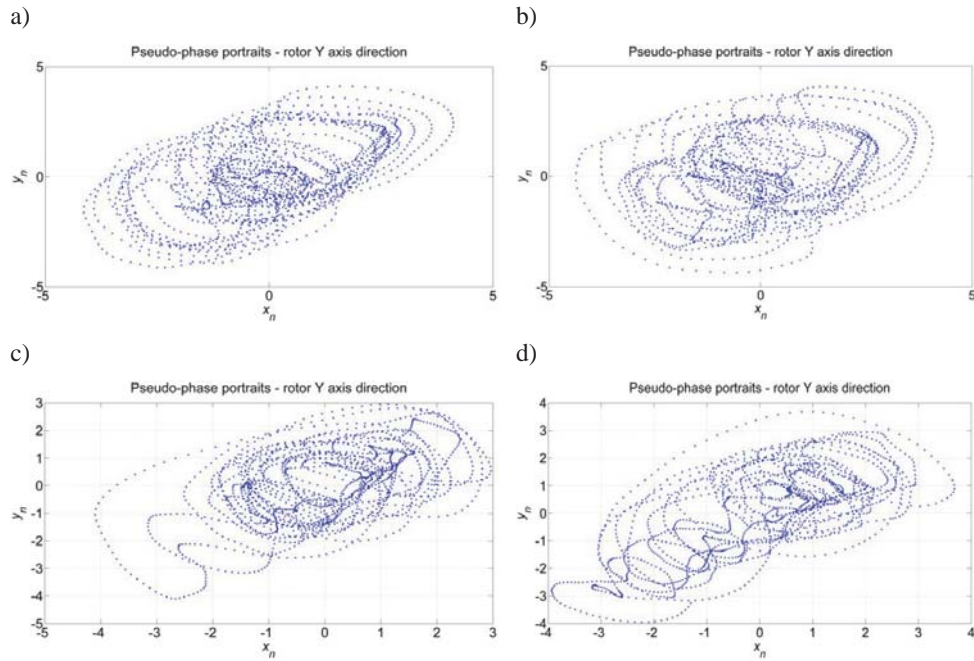 a)
b)
Pseudo-phase portraits - rotor Y axis direction
5
0
-5
y_n
-5 0 5
x_n
Pseudo-phase portraits - rotor Y axis direction
5
0
-5
y_n
-5 0 5
x_n
c)
d)
Pseudo-phase portraits - rotor Y axis direction
3
2
1
0
-1
-2
-3
-4
-5
y_n
-5 -4 -3 -2 -1 0 1 2 3
x_n
Pseudo-phase portraits - rotor Y axis direction
4
3
2
1
0
-1
-2
-3
-4
y_n
-4 -3 -2 -1 0 1 2 3 4
x_n